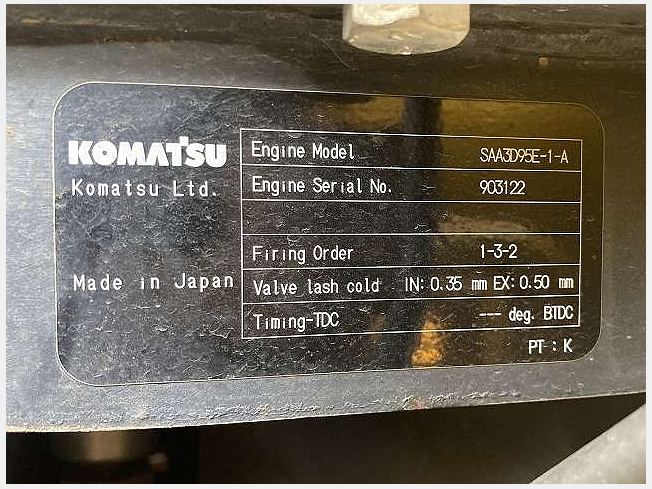 KOMATSU
Komatsu Ltd.
Made in Japan
Engine Model SAA3D95E-1-A
Engine Serial No. 903122
Firing Order 1-3-2
Valve lash cold IN: 0.35 mm EX: 0.50 mm
Timing-TDC --- deg. BTDC
PT : K